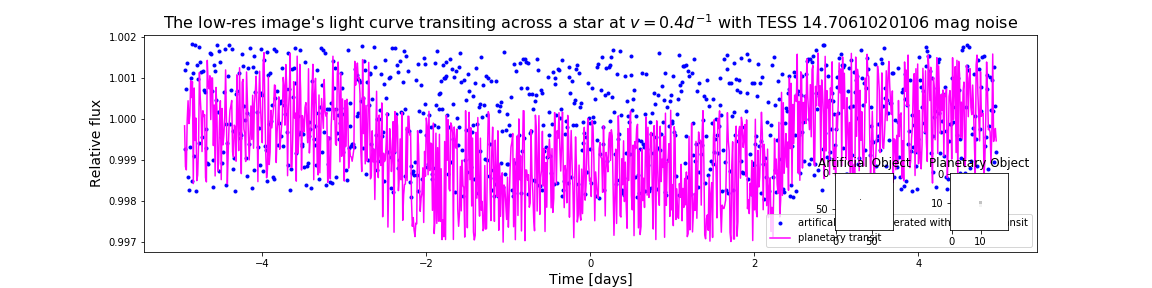 The low-res image's light curve transiting across a star at v = 0.4d⁻¹ with TESS 14.7061020106 mag noise
1.002
1.001
1.000
0.999
0.998
0.997
Relative flux
−4
−2
0
2
4
Time [days]
Artificial Object
0
50
0
50
Planetary Object
0
10
0
10
artifical
with
planetary transit